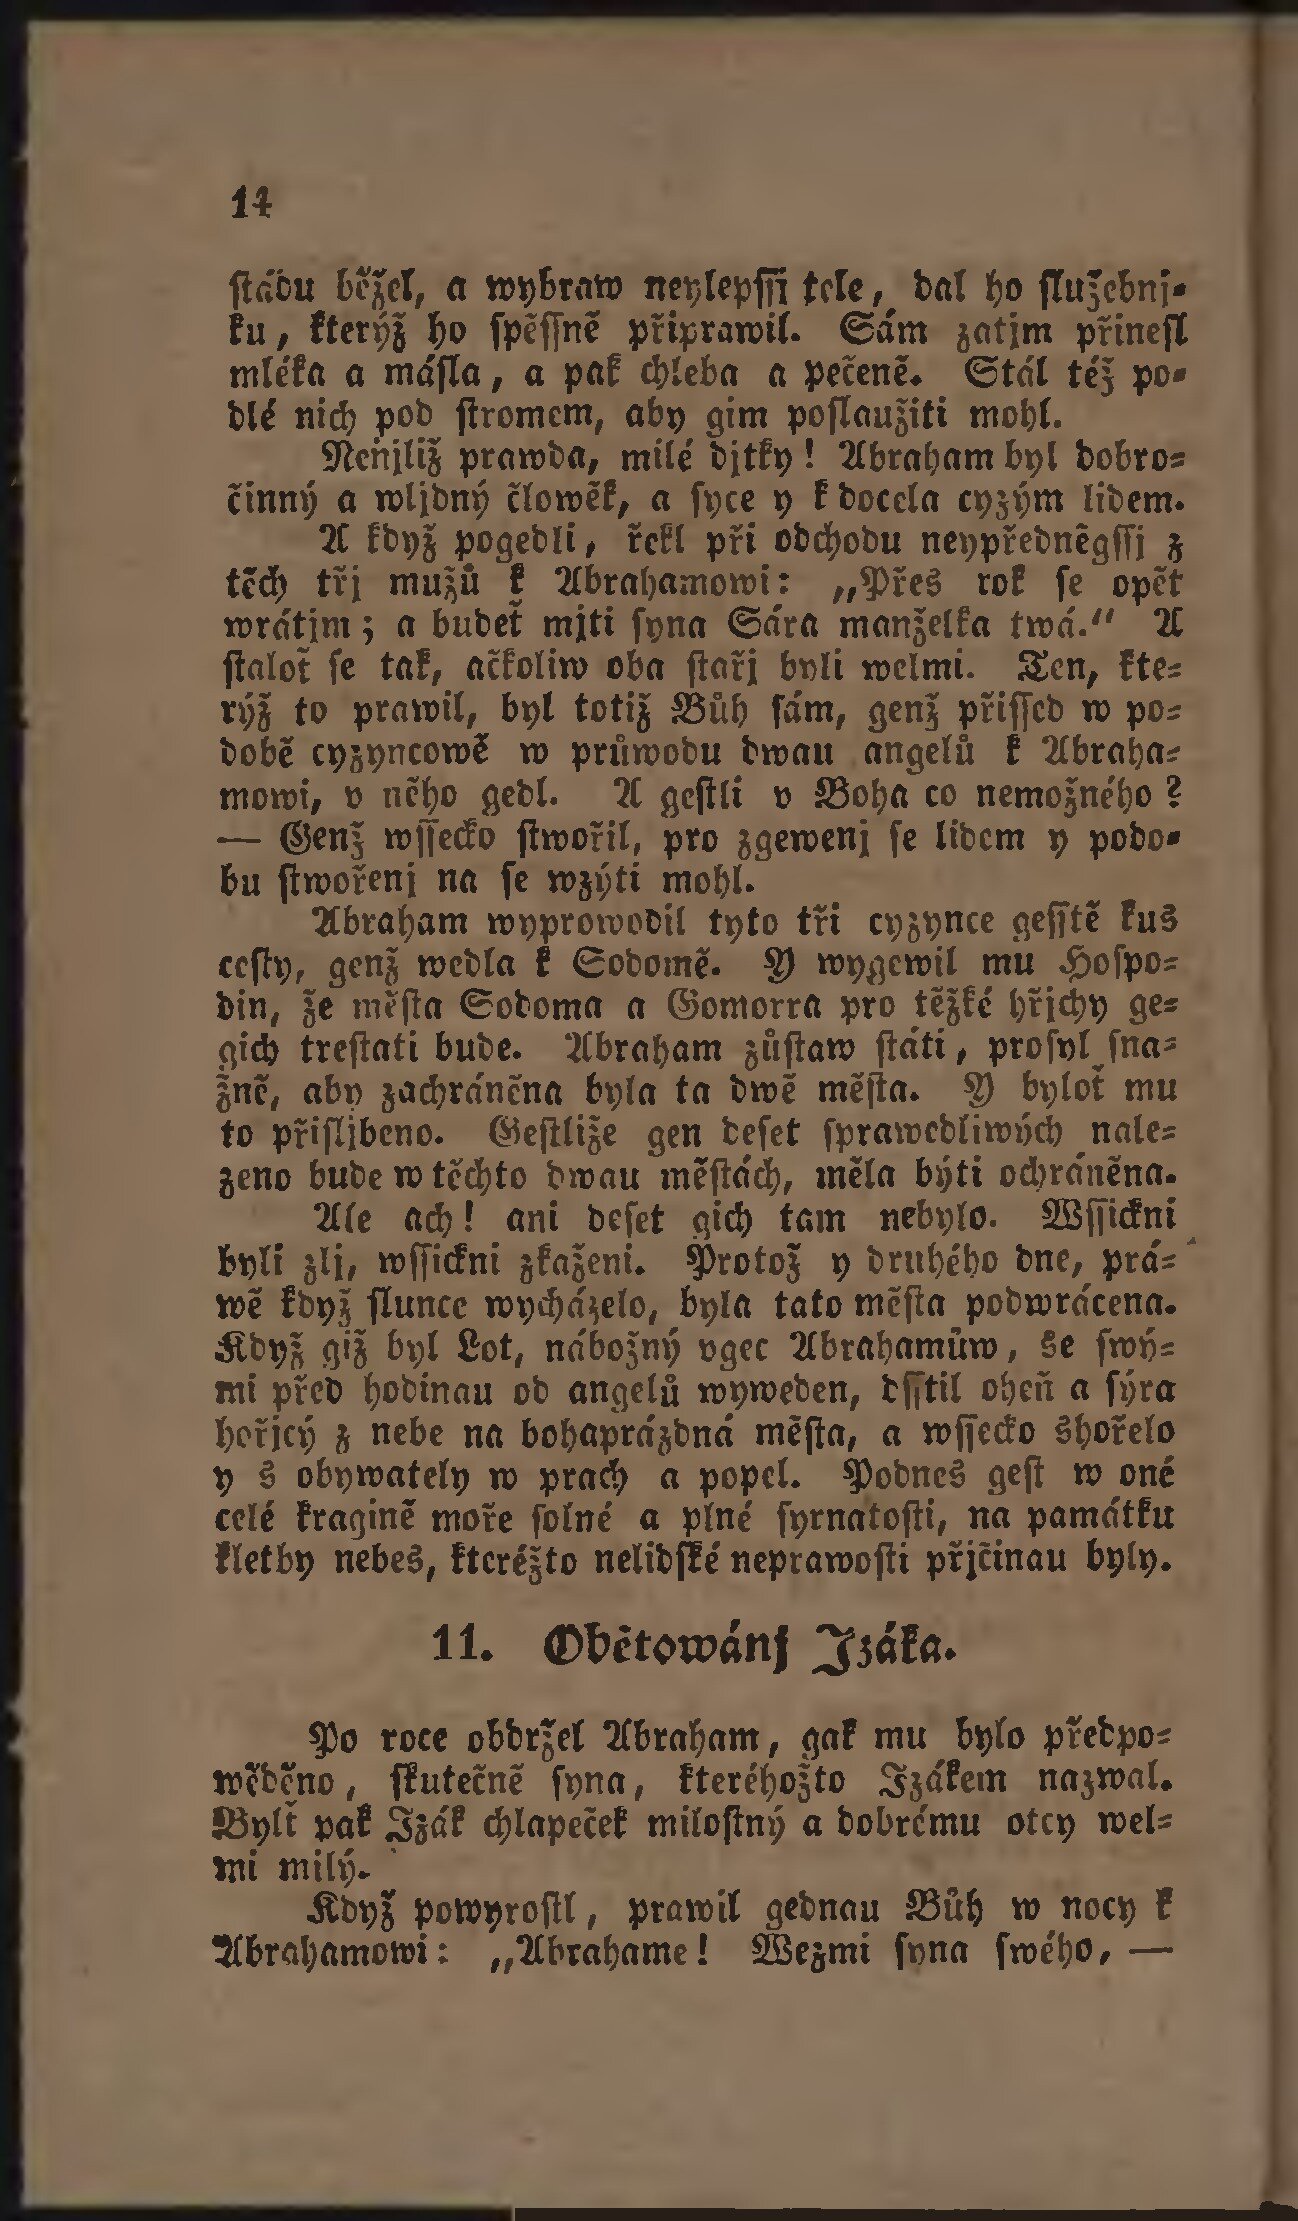 14
stádu běžel, a wybraw neylepssj tele, dal ho služebnj-
ku, kterýž ho spěssně připrawil. Sám zatjm přinesl
mléka a másla, a pak chleba a pečeně. Stál též po-
dlé nich pod stromem, aby gim poslaužiti mohl.
Nenjliž prawda, milé djtky! Abraham byl dobro-
činný a wljdný člowěk, a syce y k docela cyzým lidem.
A když pogedli, řekl při odchodu neypředněgssj z
těch třj mužů k Abrahamowi: „Přes rok se opět
wrátjm; a budeť mjti syna Sára manželka twá.“ A
staloť se tak, ačkoliw oba stařj byli welmi. Ten, kte-
rýž to prawil, byl totiž Bůh sám, genž přissed w po-
době cyzyncowě w průwodu dwau angelů k Abraha-
mowi, v něho gedl. A gestli v Boha co nemožného?
— Genž wssecko stwořil, pro zgewenj se lidem y podo-
bu stwořenj na se wzýti mohl.
Abraham wyprowodil tyto tři cyzynce gesstě kus
cesty, genž wedla k Sodomě. Y wygewil mu Hospo-
din, že města Sodoma a Gomorra pro těžké hřjchy ge-
gich trestati bude. Abraham zůstaw státi, prosyl sna-
žně, aby zachráněna byla ta dwě města. Y byloť mu
to přisljbeno. Gestliže gen deset sprawedliwých nale-
zeno bude w těchto dwau městách, měla býti ochráněna.
Ale ach! ani deset gich tam nebylo. Wssickni
byli zlj, wssickni zkaženi. Protož y druhého dne, prá-
wě když slunce wycházelo, byla tato města podwrácena.
Když giž byl Lot, nábožný vgec Abrahamůw, se swý-
mi před hodinau od angelů wyweden, dsstil oheň a sýra
hořjcý z nebe na bohaprázdná města, a wssecko shořelo
y s obywately w prach a popel. Podnes gest w oné
celé kragině moře solné a plné syrnatosti, na památku
kletby nebes, kteréžto nelidské neprawosti přjčinau byly.
11. Obětowánj Jzáka.
Po roce obdržel Abraham, gak mu bylo předpo-
wěděno, skutečně syna, kteréhožto Jzákem nazwal.
Bylť pak Jzák chlapeček milostný a dobrému otcy wel-
mi milý.
Když powyrostl, prawil gednau Bůh w nocy k
Abrahamowi: „Abrahame! Wezmi syna swého, —